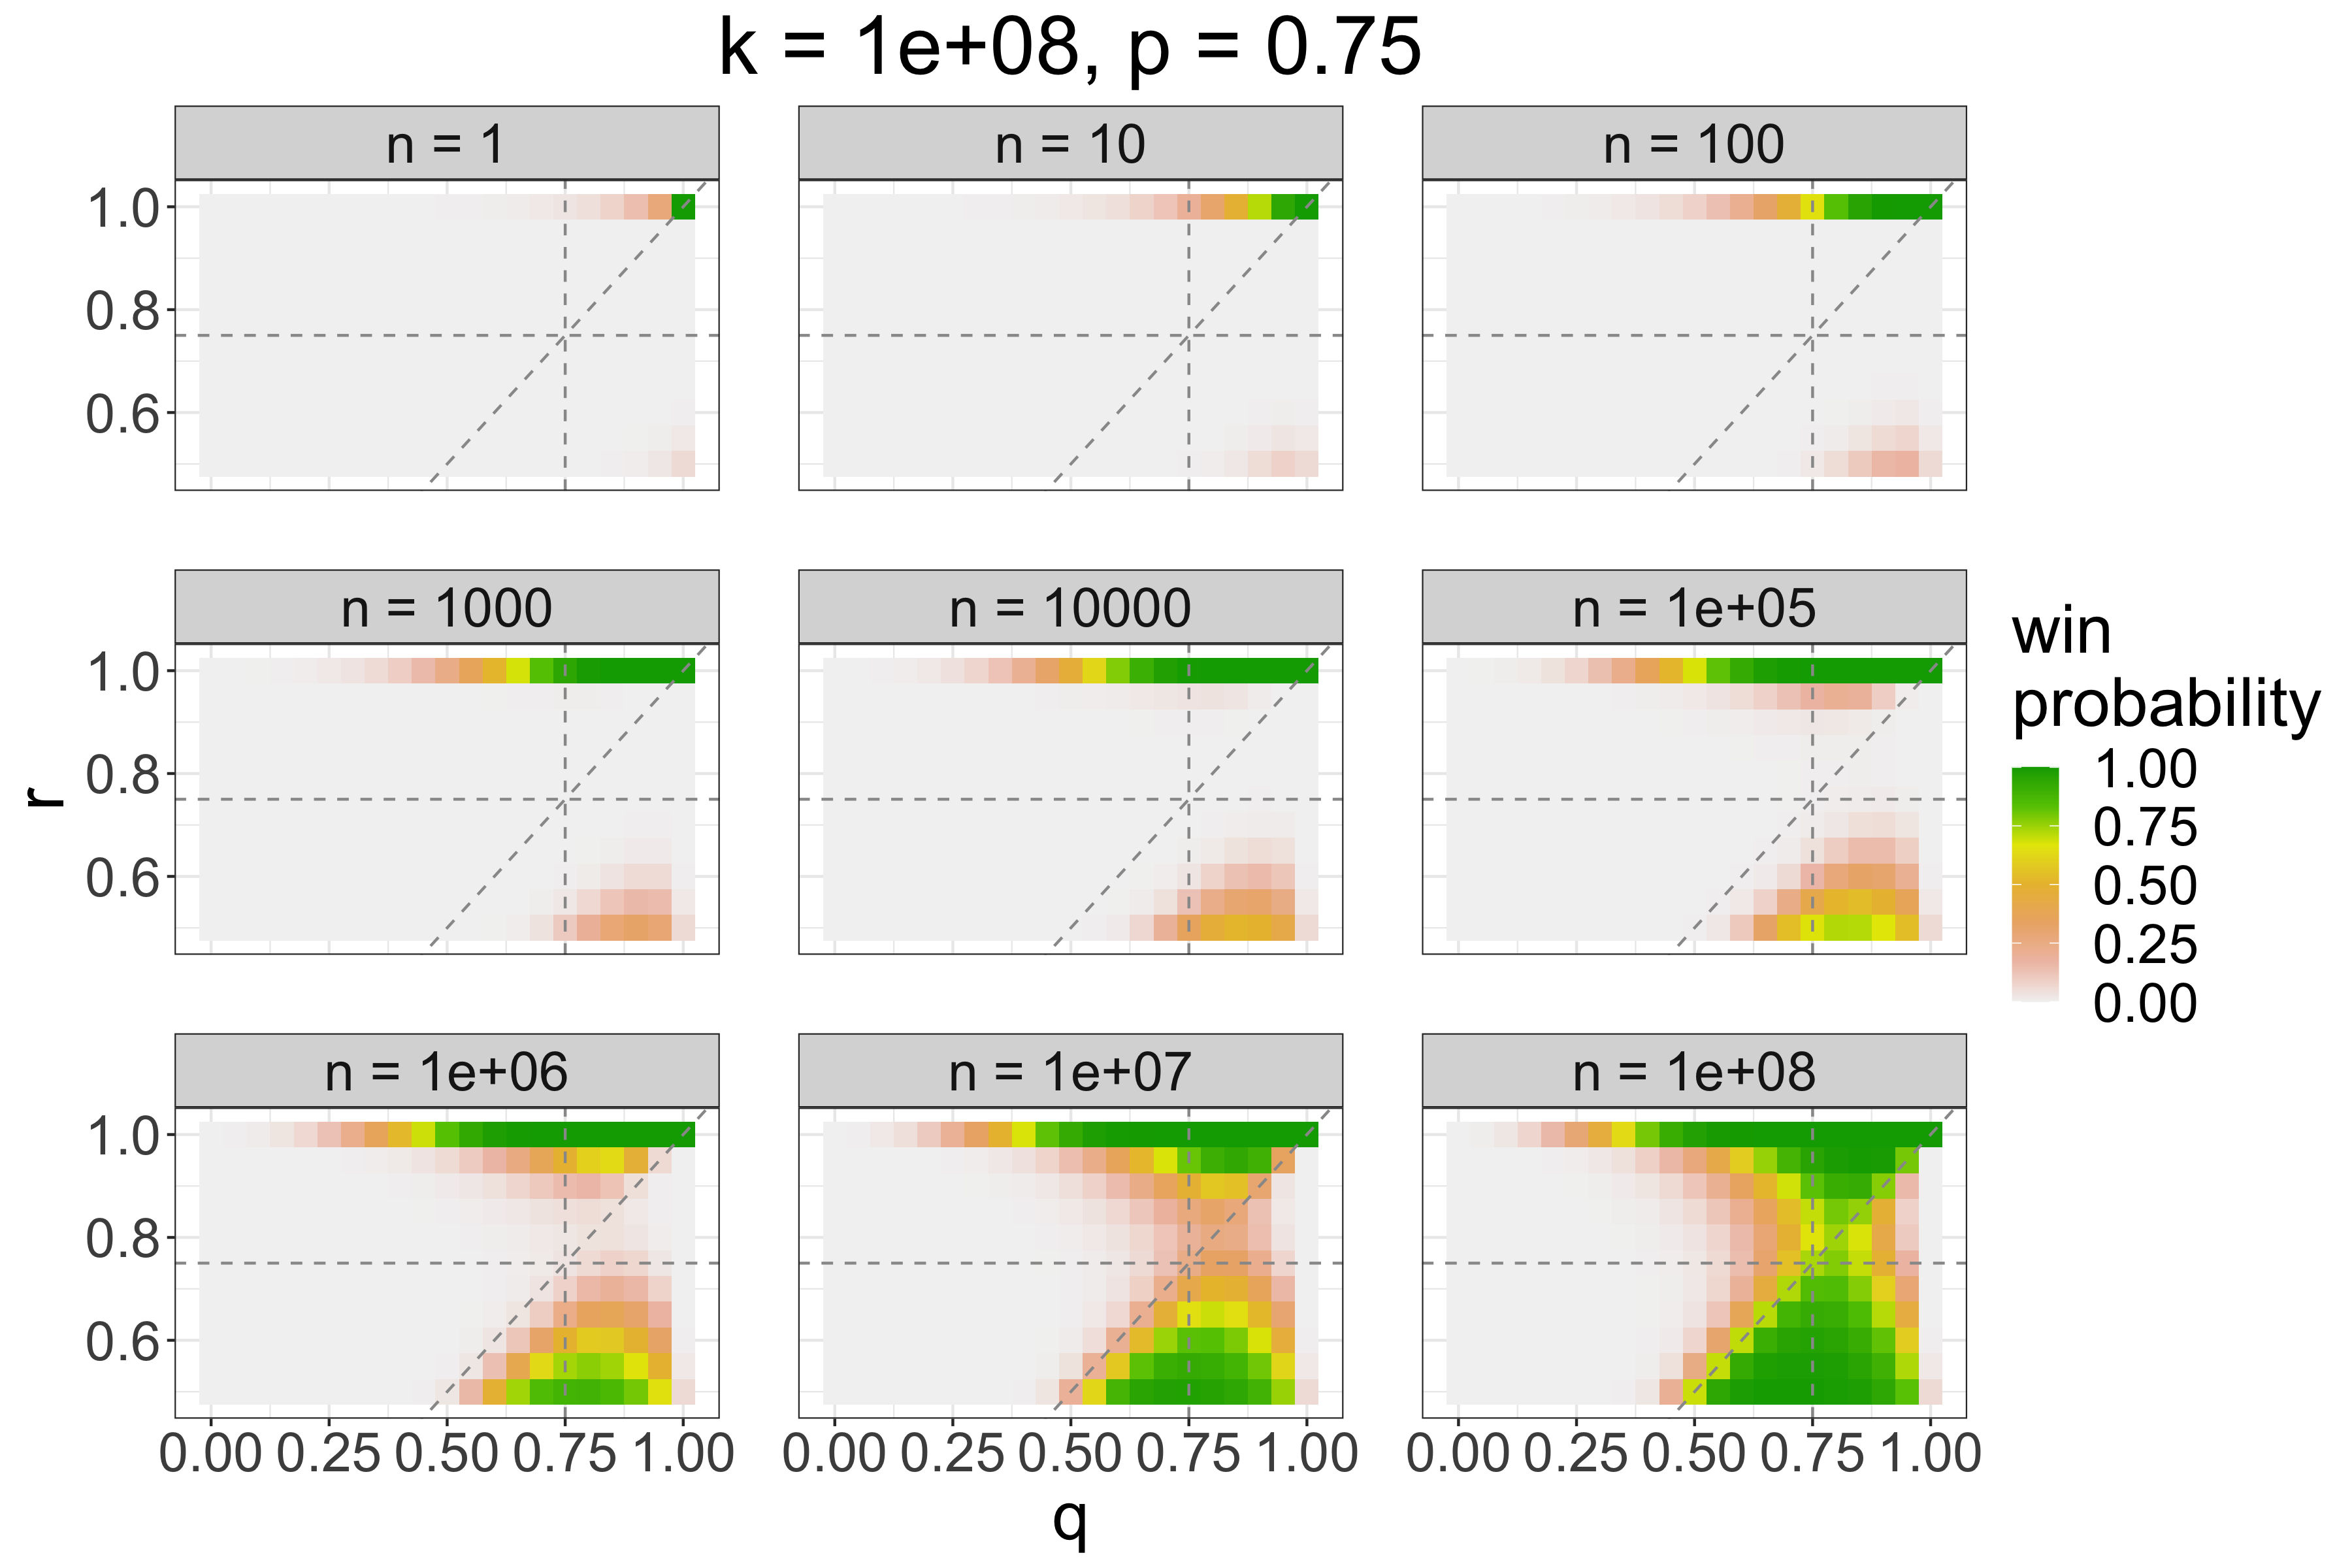 k = 1e+08, p = 0.75
n = 1
n = 10
n = 100
1.0
0.8
0.6
n = 1000
n = 10000
n = 1e+05
1.0
0.8
0.6
r
win
probability
1.00
0.75
0.50
0.25
0.00
n = 1e+06
n = 1e+07
n = 1e+08
1.0
0.8
0.6
0.00 0.25 0.50 0.75 1.00
0.00 0.25 0.50 0.75 1.00
0.00 0.25 0.50 0.75 1.00
q